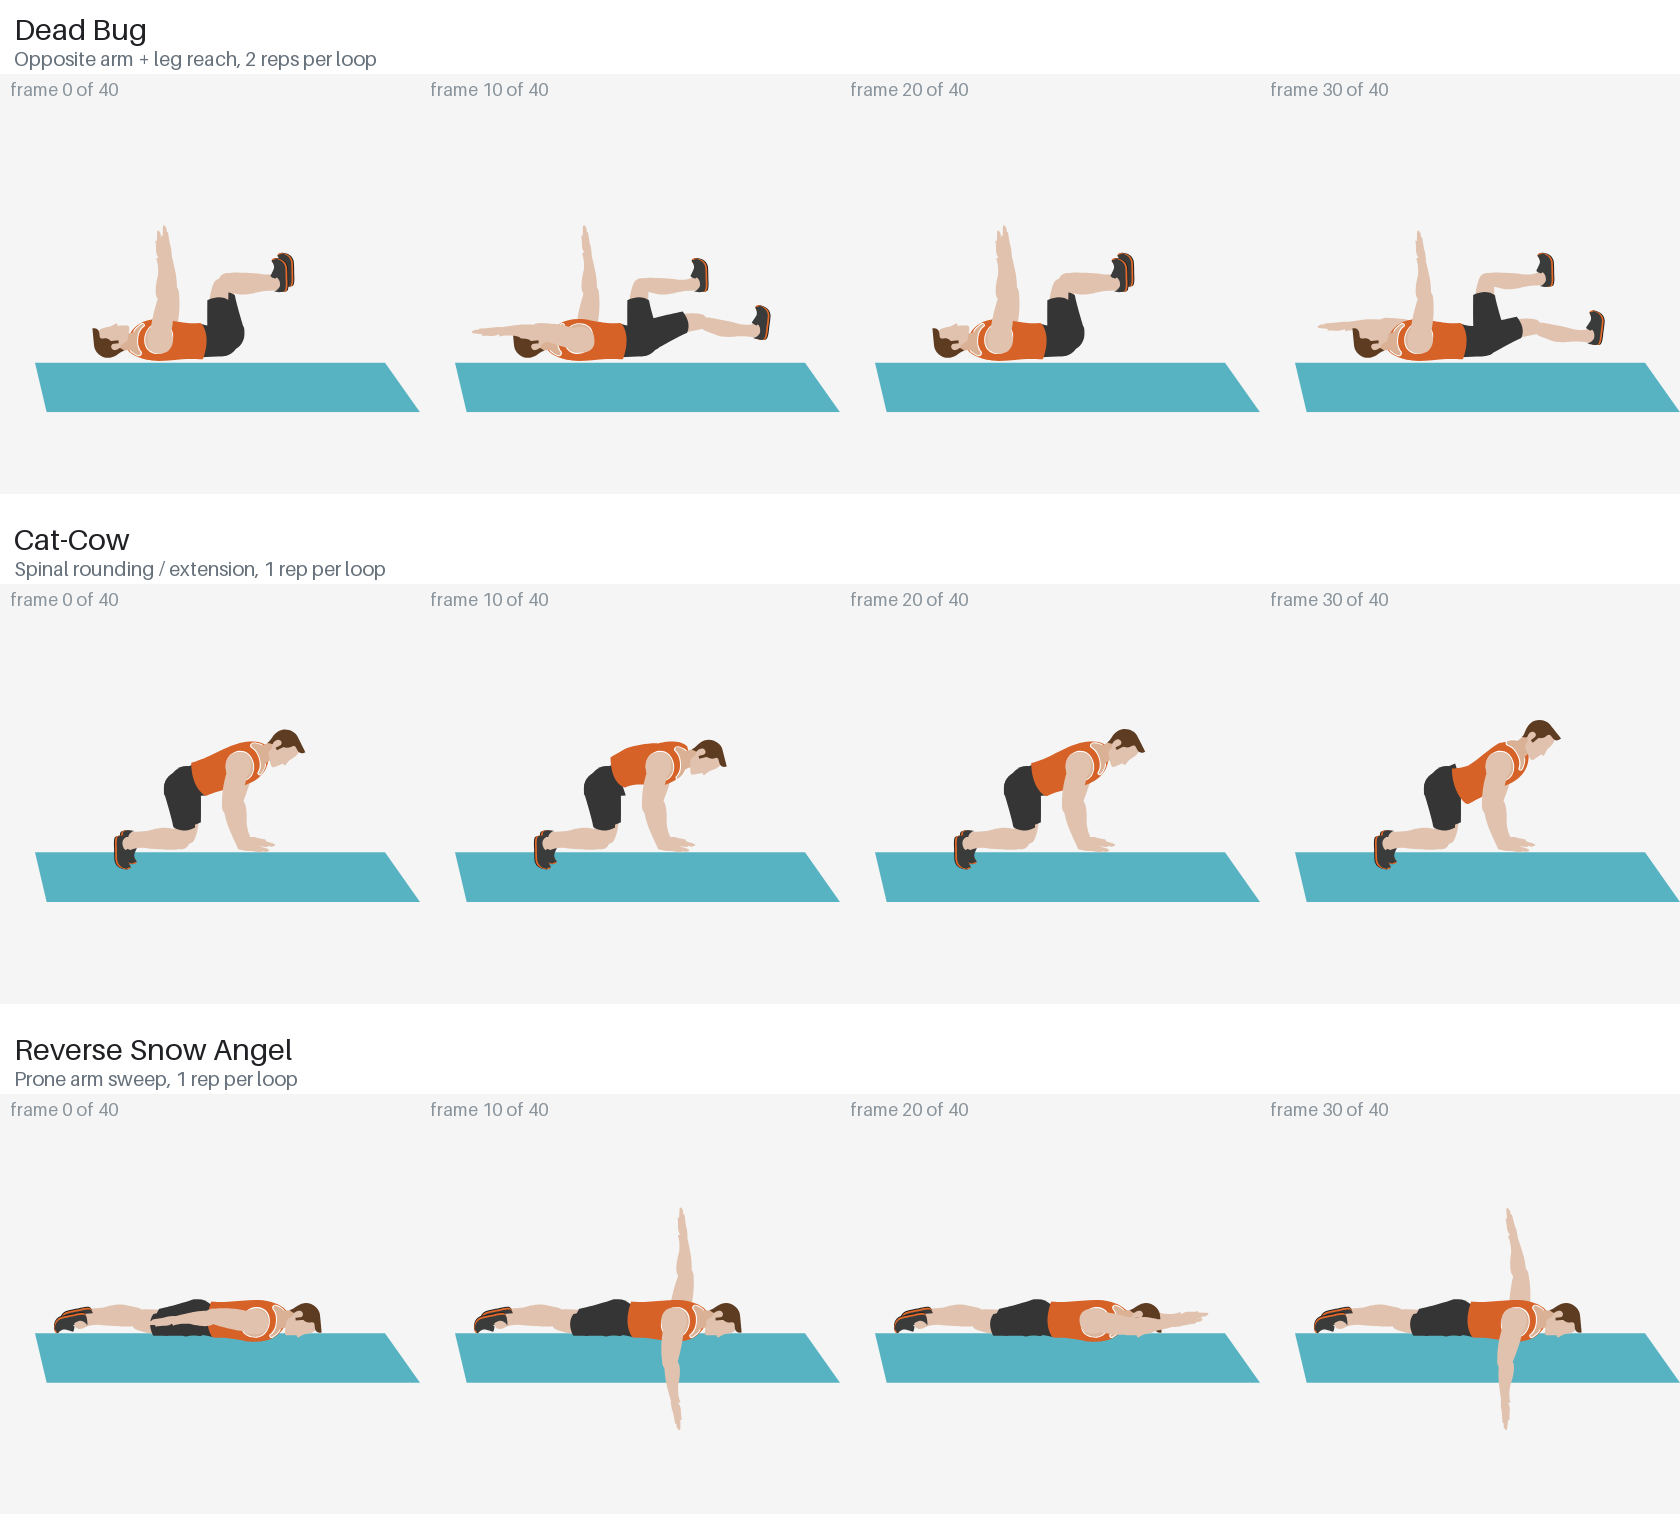 Dead Bug
Opposite arm + leg reach, 2 reps per loop
frame 0 of 40
frame 10 of 40
frame 20 of 40
frame 30 of 40
Cat-Cow
Spinal rounding / extension, 1 rep per loop
frame 0 of 40
frame 10 of 40
frame 20 of 40
frame 30 of 40
Reverse Snow Angel
Prone arm sweep, 1 rep per loop
frame 0 of 40
frame 10 of 40
frame 20 of 40
frame 30 of 40